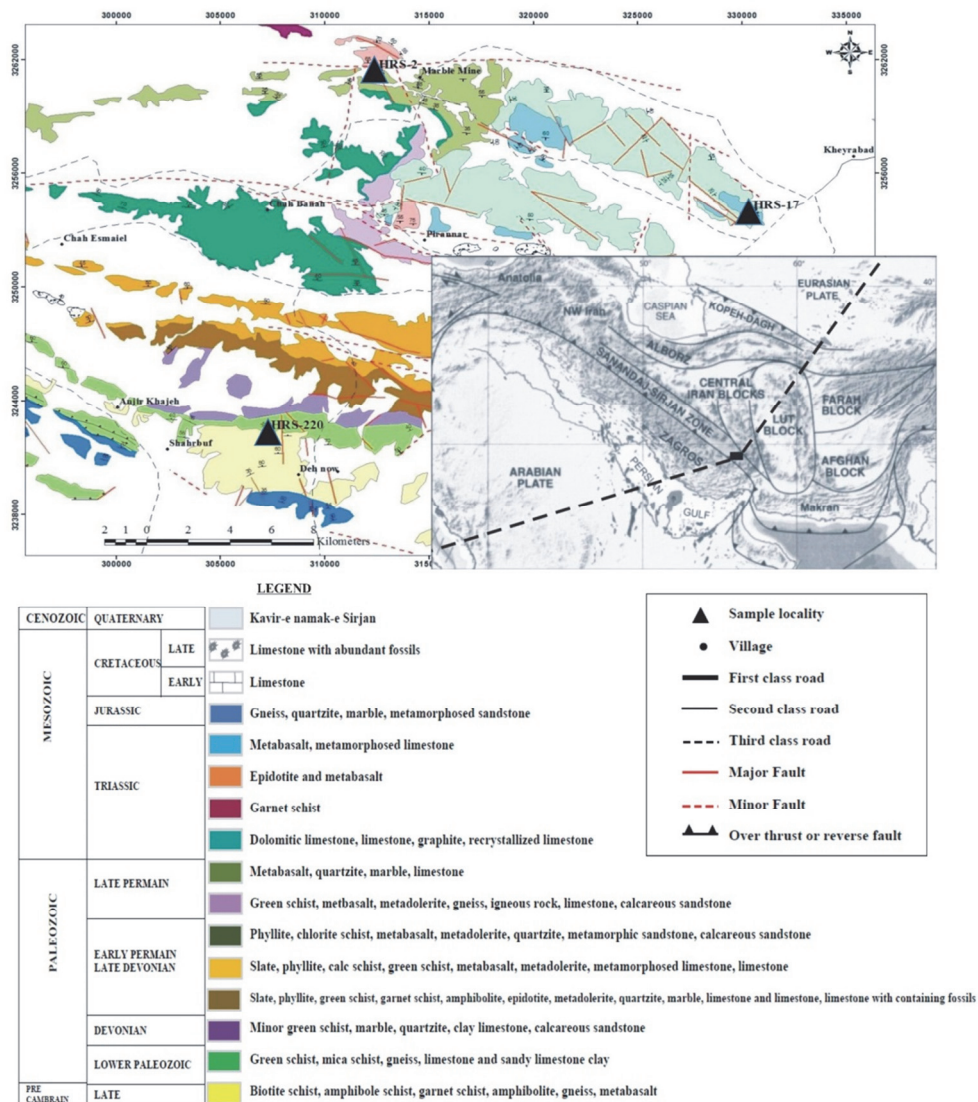 300000 305000 310000 315000 320000 325000 330000 335000
N
W E
S
3262000 3262000
HRS-2
Marble Mine
Kheyrabad
3256000 3256000
HRS-17
Chah Banah
Pirannar
Chah Esmaiel
3250000
3244000
Anjir Khajeh
HRS-220
Shahrbuf
Deh now
3238000
2 1 0 2 4 6 8
Kilometers
300000 305000 310000 315
60° 40°
Anatolia
NW Iran
CASPIAN
SEA
KOPEH-DAGH
EURASIAN
PLATE
ALBORZ
SANANDAJ-SIRJAN ZONE
CENTRAL
IRAN BLOCKS
LUT
BLOCK
FARAH
BLOCK
AFGHAN
BLOCK
ZAGROS
ARABIAN
PLATE
PERSIAN
GULF
Makran
LEGEND
CENOZOIC QUATERNARY Kavir-e namak-e Sirjan
MESOZOIC
CRETACEOUS
LATE Limestone with abundant fossils
EARLY Limestone
JURASSIC Gneiss, quartzite, marble, metamorphosed sandstone
TRIASSIC
Metabasalt, metamorphosed limestone
Epidotite and metabasalt
Garnet schist
Dolomitic limestone, limestone, graphite, recrystallized limestone
PALEOZOIC
LATE PERMAIN
Metabasalt, quartzite, marble, limestone
Green schist, metbasalt, metadolerite, gneiss, igneous rock, limestone, calcareous sandstone
EARLY PERMAIN
LATE DEVONIAN
Phyllite, chlorite schist, metabasalt, metadolerite, quartzite, metamorphic sandstone, calcareous sandstone
Slate, phyllite, calc schist, green schist, metabasalt, metadolerite, metamorphosed limestone, limestone
Slate, phyllite, green schist, garnet schist, amphibolite, epidotite, metadolerite, quartzite, marble, limestone and limestone, limestone with containing fossils
DEVONIAN Minor green schist, marble, quartzite, clay limestone, calcareous sandstone
LOWER PALEOZOIC Green schist, mica schist, gneiss, limestone and sandy limestone clay
PRE
CAMBRAIN
LATE Biotite schist, amphibole schist, garnet schist, amphibolite, gneiss, metabasalt
Sample locality
Village
First class road
Second class road
Third class road
Major Fault
Minor Fault
Over thrust or reverse fault